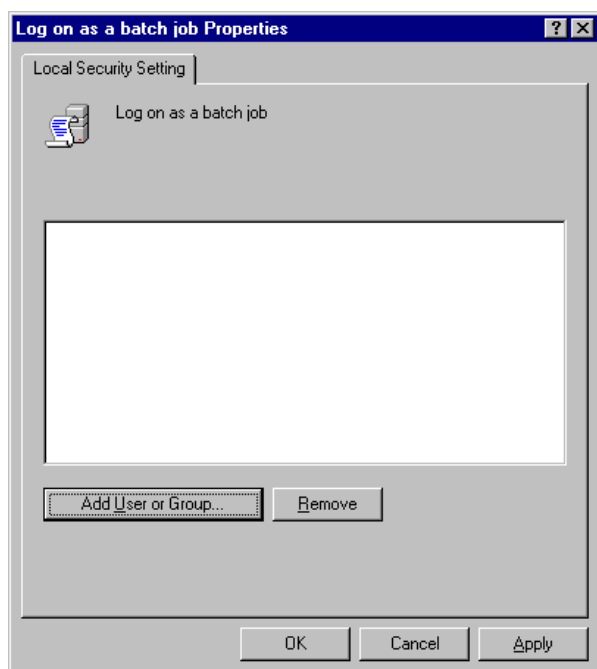 Log on as a batch job Properties
Local Security Setting
Log on as a batch job
Add User or Group... Remove
OK Cancel Apply